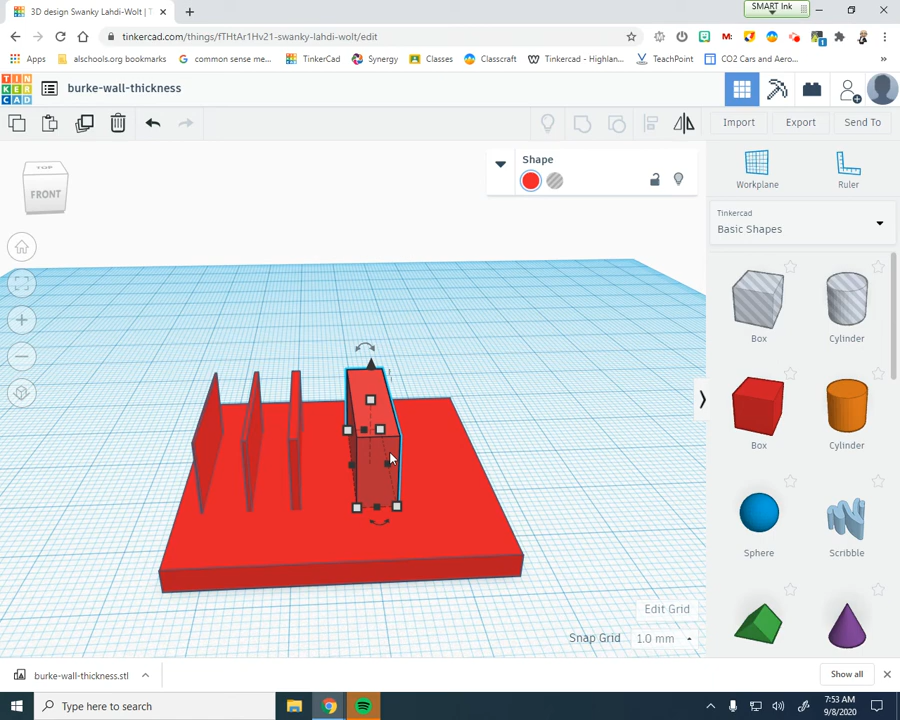 SMART Ink
3D design Swanky Lahdi-Wolt | T
tinkercad.com/things/fTHtAr1Hv21-swanky-lahdi-wolt/edit
Apps
alschools.org bookmarks
common sense me...
TinkerCad
Synergy
Classes
Classcraft
Tinkercad - Highlan...
TeachPoint
CO2 Cars and Aero...
TIN
KER
CAD
burke-wall-thickness
Import
Export
Send To
TOP
FRONT
Shape
Workplane
Ruler
Tinkercad
Basic Shapes
Box
Cylinder
Box
Cylinder
Sphere
Scribble
Edit Grid
Snap Grid
1.0 mm
burke-wall-thickness.stl
Show all
Type here to search
7:53 AM
9/8/2020